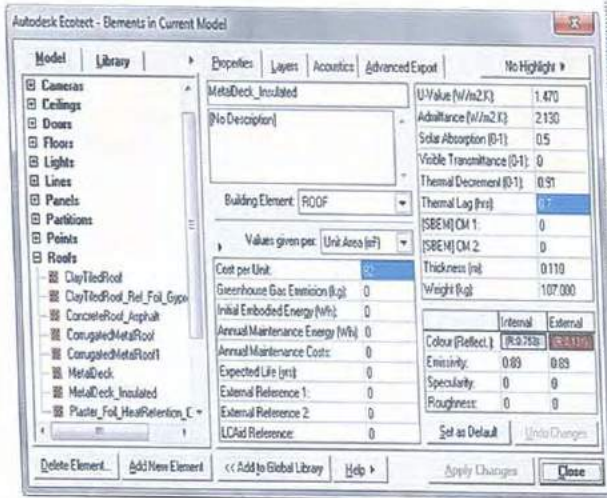 Autodesk Ecotect - Elements in Current Model
Model
Library
Cameras
Ceilings
Doors
Floors
Lights
Lines
Panels
Partitions
Points
Roofs
ClayTiledRoof
ClayTiledRoof_Ref_Foil_Gyps
ConcreteRoof_Asphalt
CorrugatedMetalRoof
CorrugatedMetalRoof1
MetalDeck
MetalDeck_Insulated
Plaster_Foil_HeatRetention_C
Properties
Layers
Acoustics
Advanced Export
No Highlight
MetalDeck_Insulated
[No Description]
Building Element: ROOF
Values given per: Unit Area (m²)
Cost per Unit:
Greenhouse Gas Emmision (kg): 0
Initial Embodied Energy (Wh): 0
Annual Maintenance Energy (Wh): 0
Annual Maintenance Costs: 0
Expected Life (yrs): 0
External Reference 1: 0
External Reference 2: 0
LCAid Reference: 0
U-Value (W/m2.K): 1.470
Admittance (W/m2.K): 2.130
Solar Absorption (0-1): 0.5
Visible Transmittance (0-1): 0
Thermal Decrement (0-1): 0.91
Thermal Lag (hrs): 0.7
[SBEM] CM 1: 0
[SBEM] CM 2: 0
Thickness (m): 0.110
Weight (kg): 107.000
Internal External
Colour (Reflect.): (R:0.753)
Emissivity: 0.89 0.89
Specularity: 0 0
Roughness: 0 0
Set as Default
Undo Changes
Delete Element...
Add New Element
<< Add to Global Library
Help
Apply Changes
Close